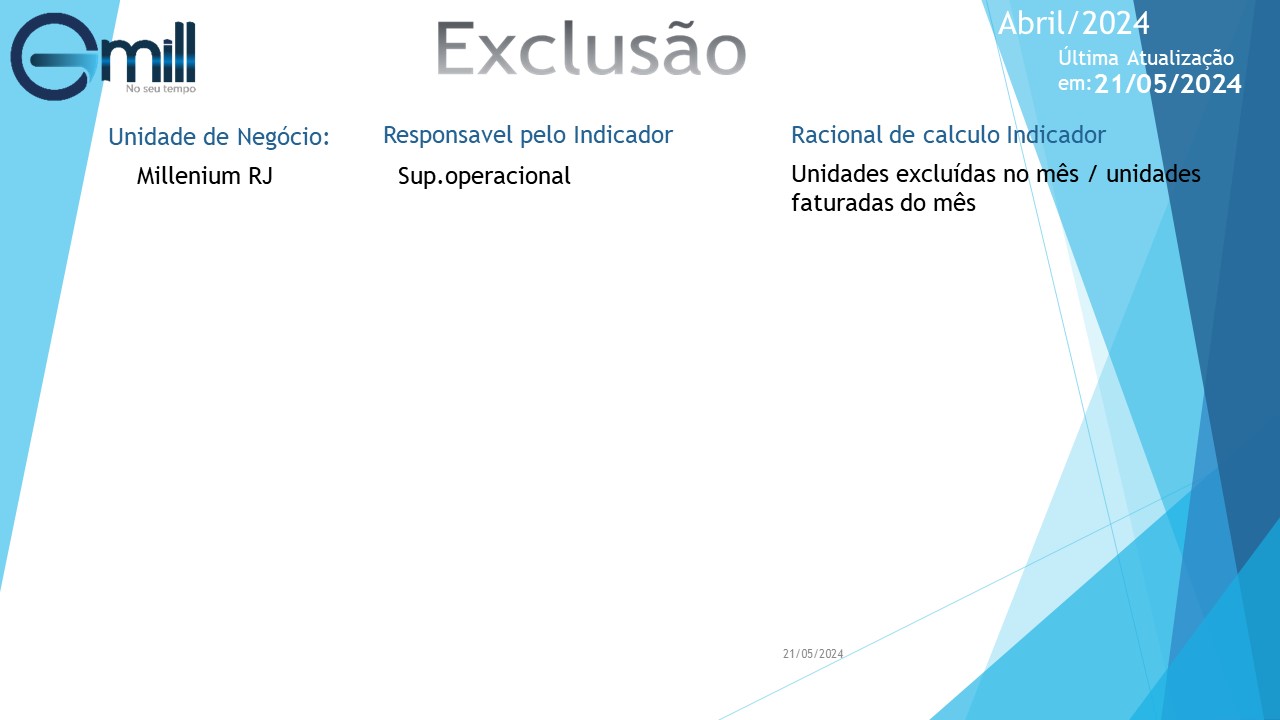 mill
No seu tempo
Exclusão
Abril/2024
Última Atualização
em:21/05/2024
Unidade de Negócio:
Millenium RJ
Responsavel pelo Indicador
Sup.operacional
Racional de calculo Indicador
Unidades excluídas no mês / unidades
faturadas do mês
21/05/2024